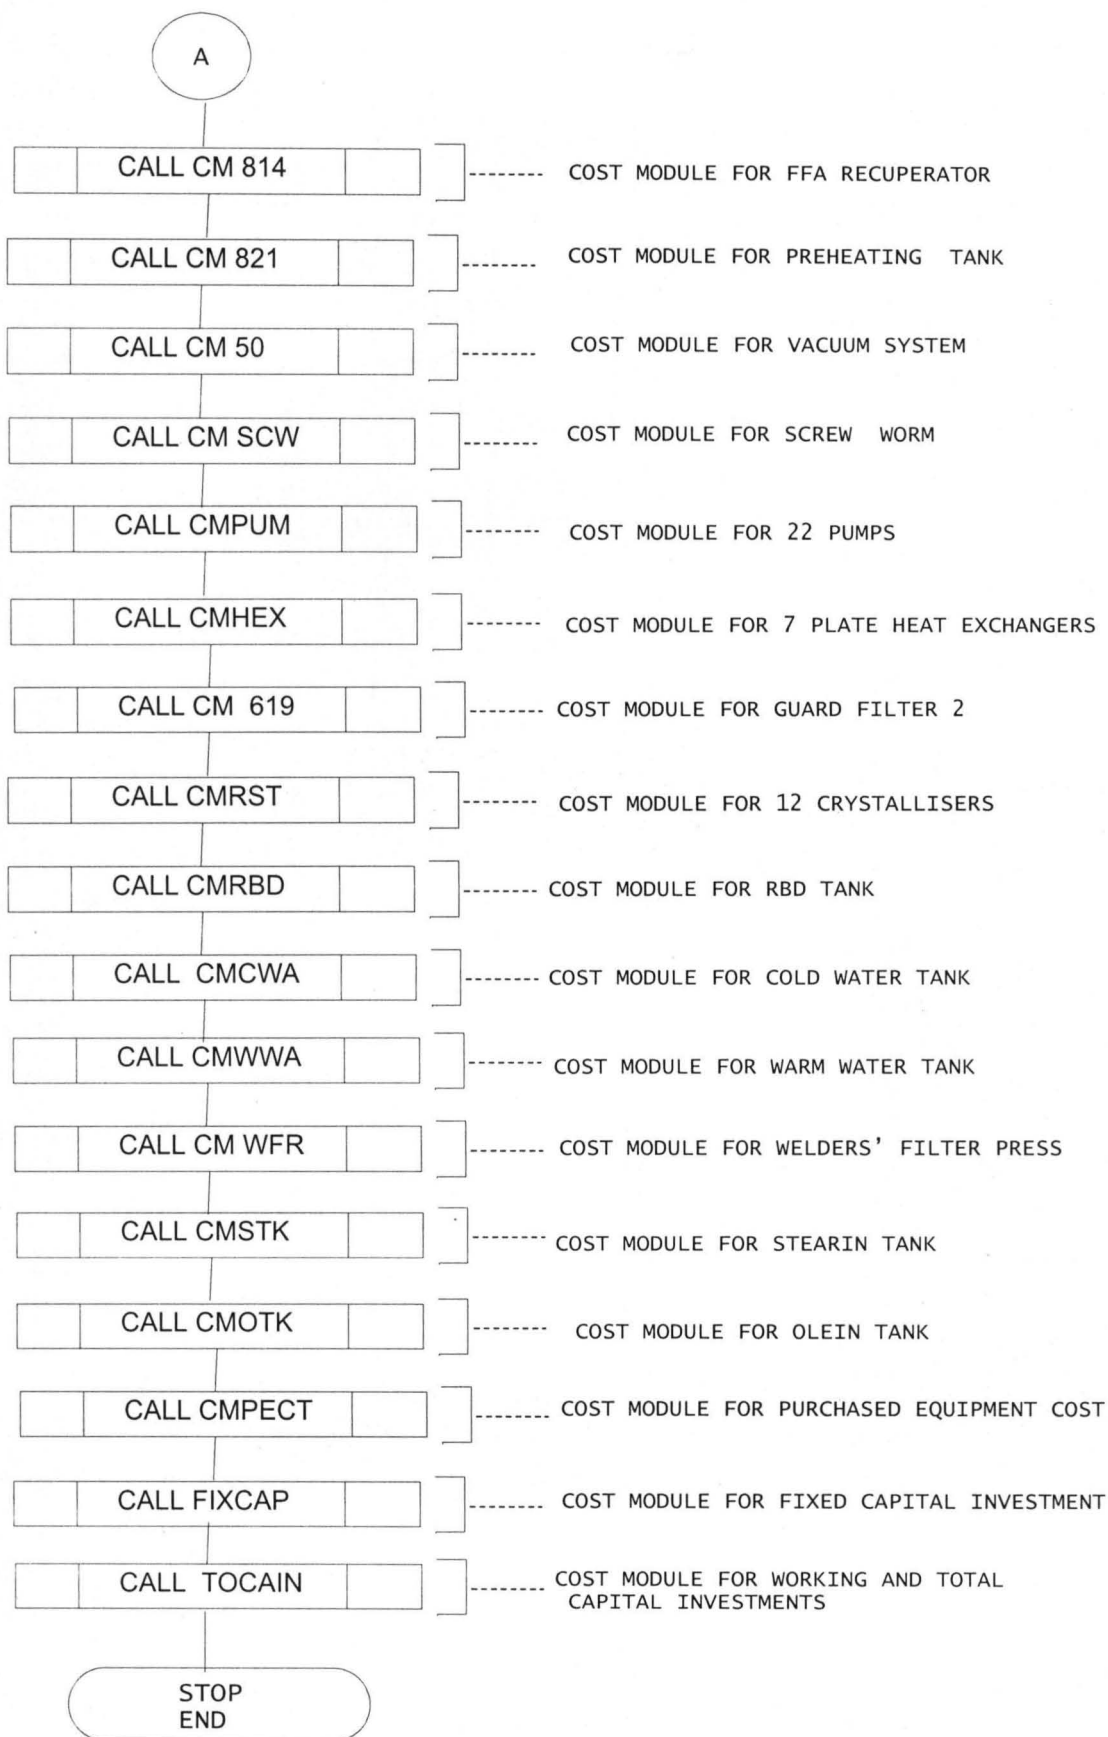 A
CALL CM 814
COST MODULE FOR FFA RECUPERATOR
CALL CM 821
COST MODULE FOR PREHEATING TANK
CALL CM 50
COST MODULE FOR VACUUM SYSTEM
CALL CM SCW
COST MODULE FOR SCREW WORM
CALL CMPUM
COST MODULE FOR 22 PUMPS
CALL CMHEX
COST MODULE FOR 7 PLATE HEAT EXCHANGERS
CALL CM 619
COST MODULE FOR GUARD FILTER 2
CALL CMRST
COST MODULE FOR 12 CRYSTALLISERS
CALL CMRBD
COST MODULE FOR RBD TANK
CALL CMCWA
COST MODULE FOR COLD WATER TANK
CALL CMWWA
COST MODULE FOR WARM WATER TANK
CALL CM WFR
COST MODULE FOR WELDERS' FILTER PRESS
CALL CMSTK
COST MODULE FOR STEARIN TANK
CALL CMOTK
COST MODULE FOR OLEIN TANK
CALL CMPECT
COST MODULE FOR PURCHASED EQUIPMENT COST
CALL FIXCAP
COST MODULE FOR FIXED CAPITAL INVESTMENT
CALL TOCAIN
COST MODULE FOR WORKING AND TOTAL
CAPITAL INVESTMENTS
STOP
END